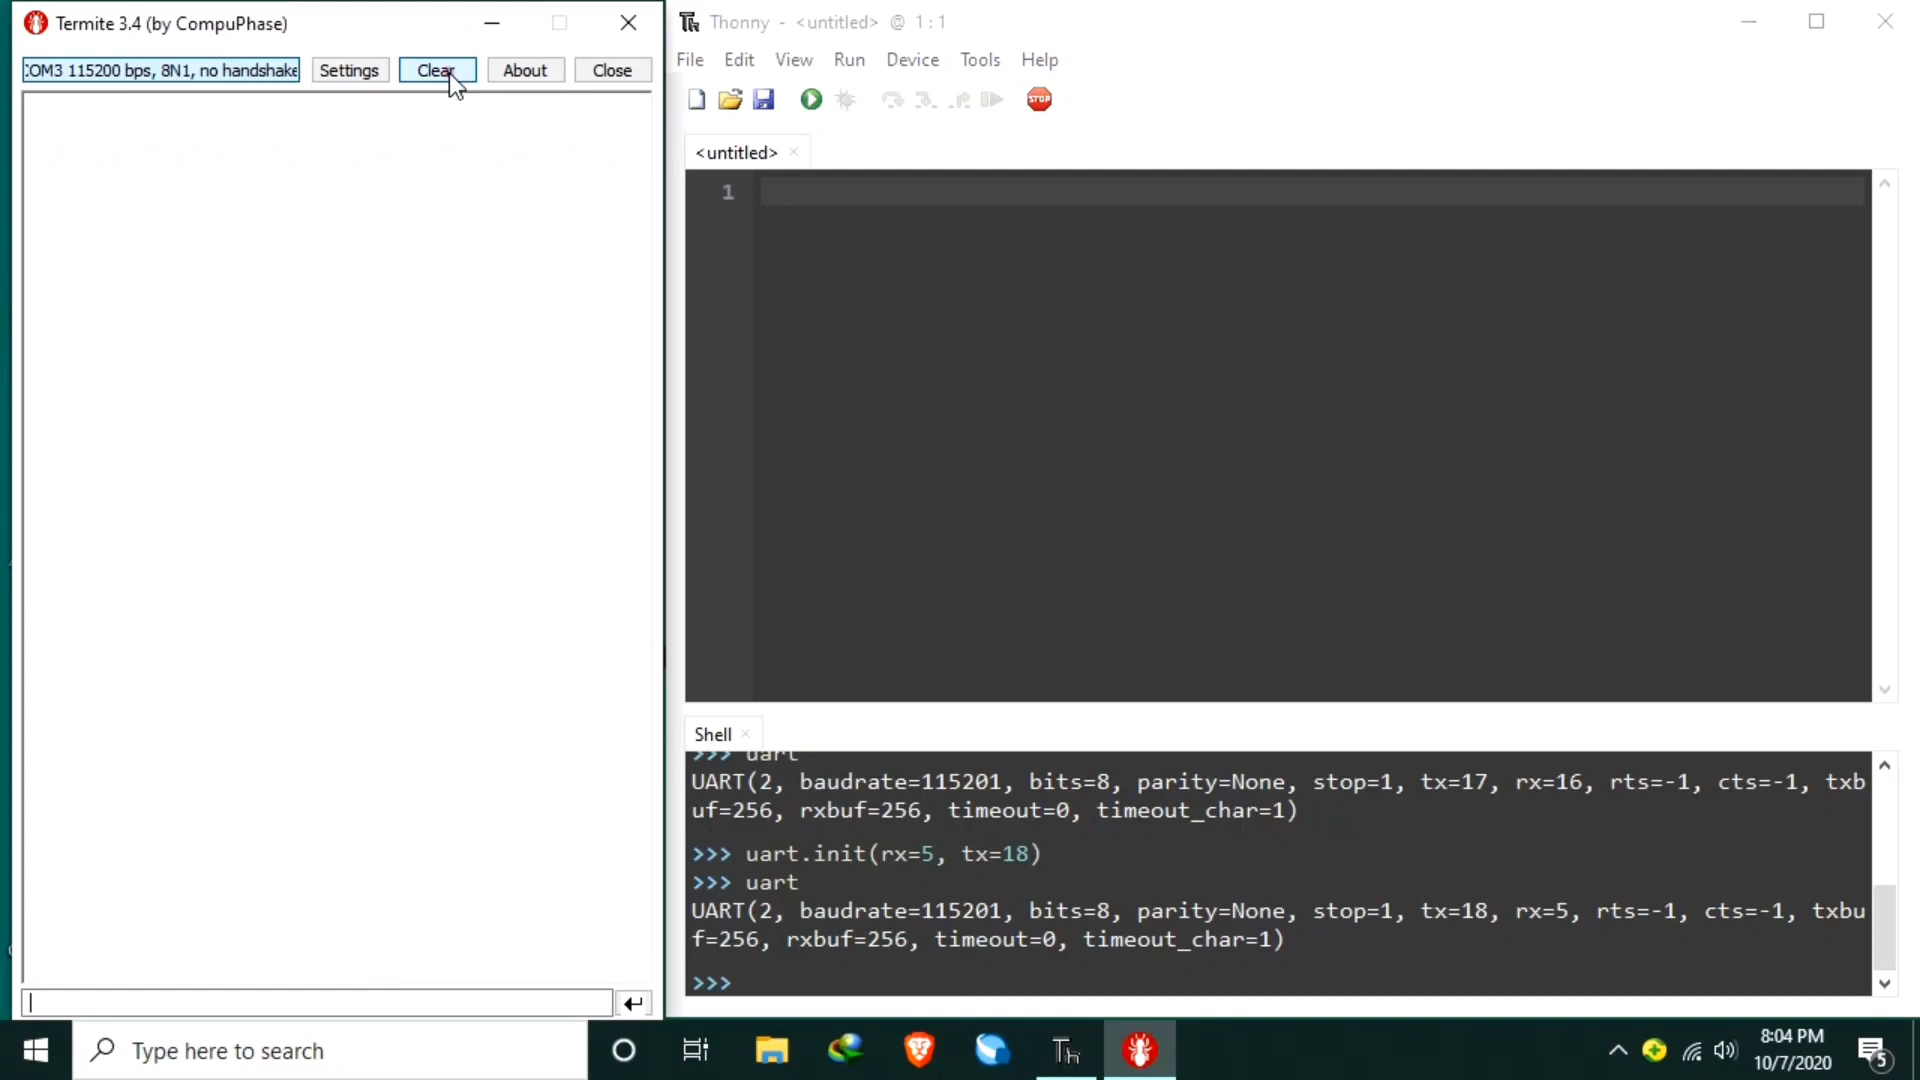 Termite 3.4 (by CompuPhase)
COM3 115200 bps, 8N1, no handshake
Settings
Clear
About
Close
Thonny - <untitled> @ 1 : 1
File Edit View Run Device Tools Help
STOP
<untitled>
1
Shell
>>> uart
UART(2, baudrate=115201, bits=8, parity=None, stop=1, tx=17, rx=16, rts=-1, cts=-1, txb
uf=256, rxbuf=256, timeout=0, timeout_char=1)
>>> uart.init(rx=5, tx=18)
>>> uart
UART(2, baudrate=115201, bits=8, parity=None, stop=1, tx=18, rx=5, rts=-1, cts=-1, txbu
f=256, rxbuf=256, timeout=0, timeout_char=1)
>>>
Type here to search
Th
8:04 PM
10/7/2020
5